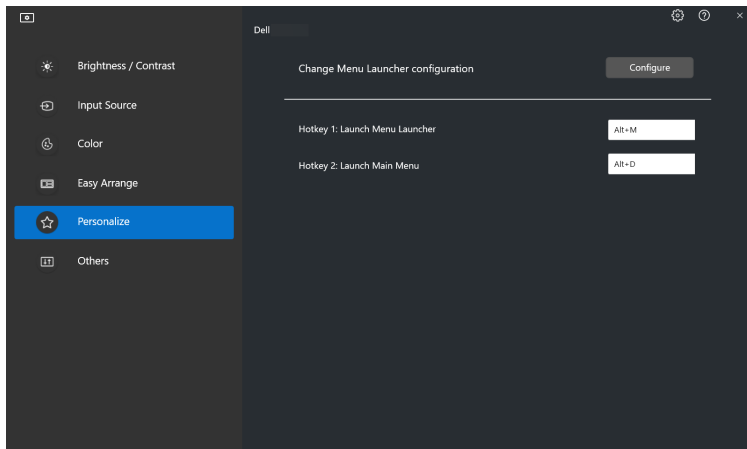 Dell
Brightness / Contrast
Input Source
Color
Easy Arrange
Personalize
Others
Change Menu Launcher configuration
Configure
Hotkey 1: Launch Menu Launcher
Alt+M
Hotkey 2: Launch Main Menu
Alt+D